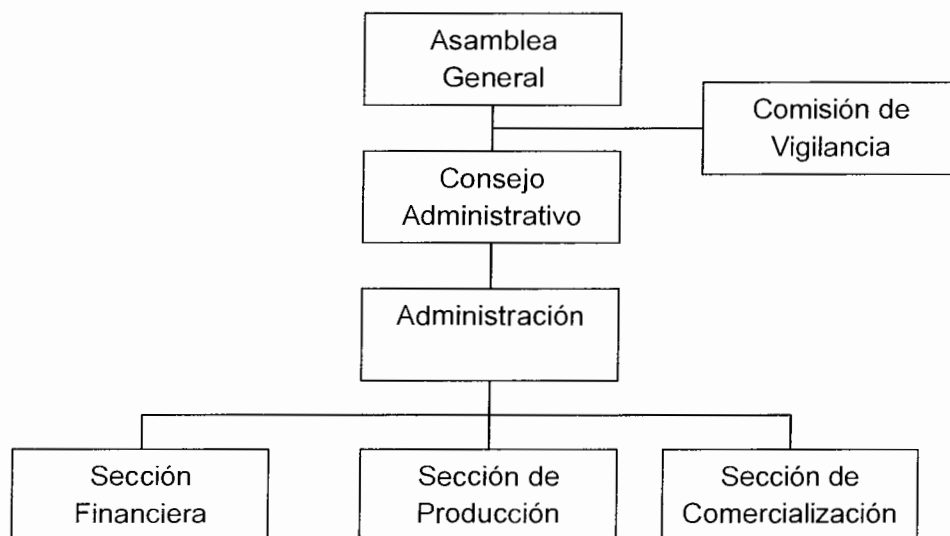 Asamblea
General
Comisión de
Vigilancia
Consejo
Administrativo
Administración
Sección
Financiera
Sección de
Producción
Sección de
Comercialización